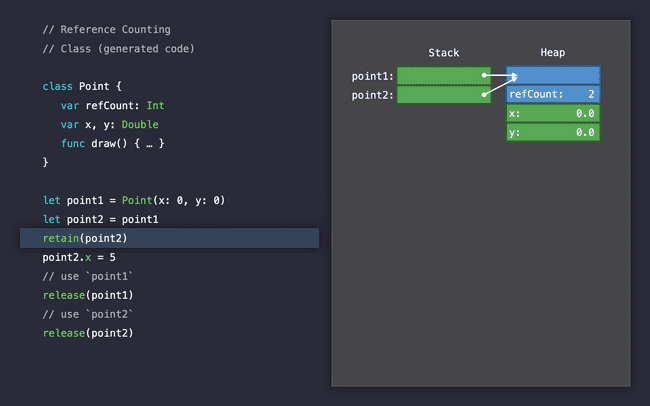 // Reference Counting
// Class (generated code)
class Point {
var refCount: Int
var x, y: Double
func draw() { … }
}
let point1 = Point(x: 0, y: 0)
let point2 = point1
retain(point2)
point2.x = 5
// use `point1`
release(point1)
// use `point2`
release(point2)
Stack
Heap
point1:
point2:
refCount: 2
x: 0.0
y: 0.0